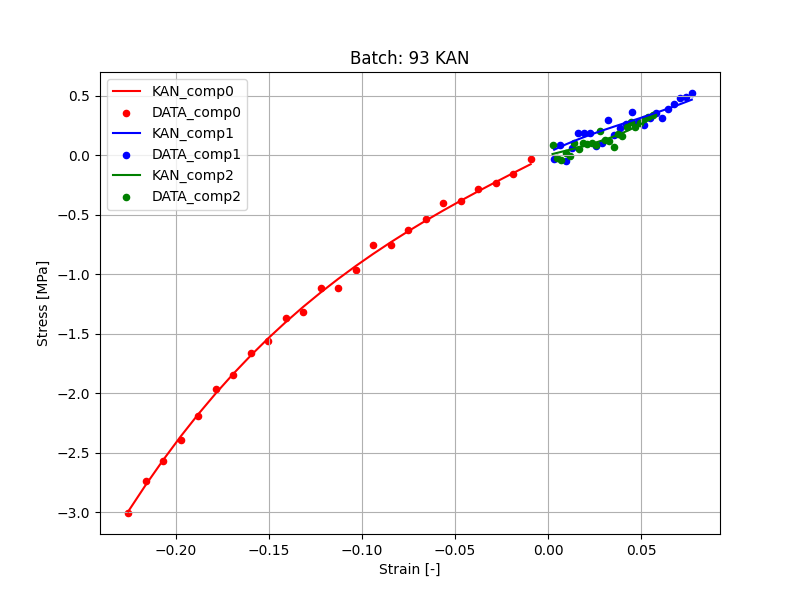 Batch: 93 KAN
KAN_comp0
DATA_comp0
KAN_comp1
DATA_comp1
KAN_comp2
DATA_comp2
0.5
0.0
−0.5
−1.0
−1.5
−2.0
−2.5
−3.0
Stress [MPa]
−0.20 −0.15 −0.10 −0.05 0.00 0.05
Strain [-]